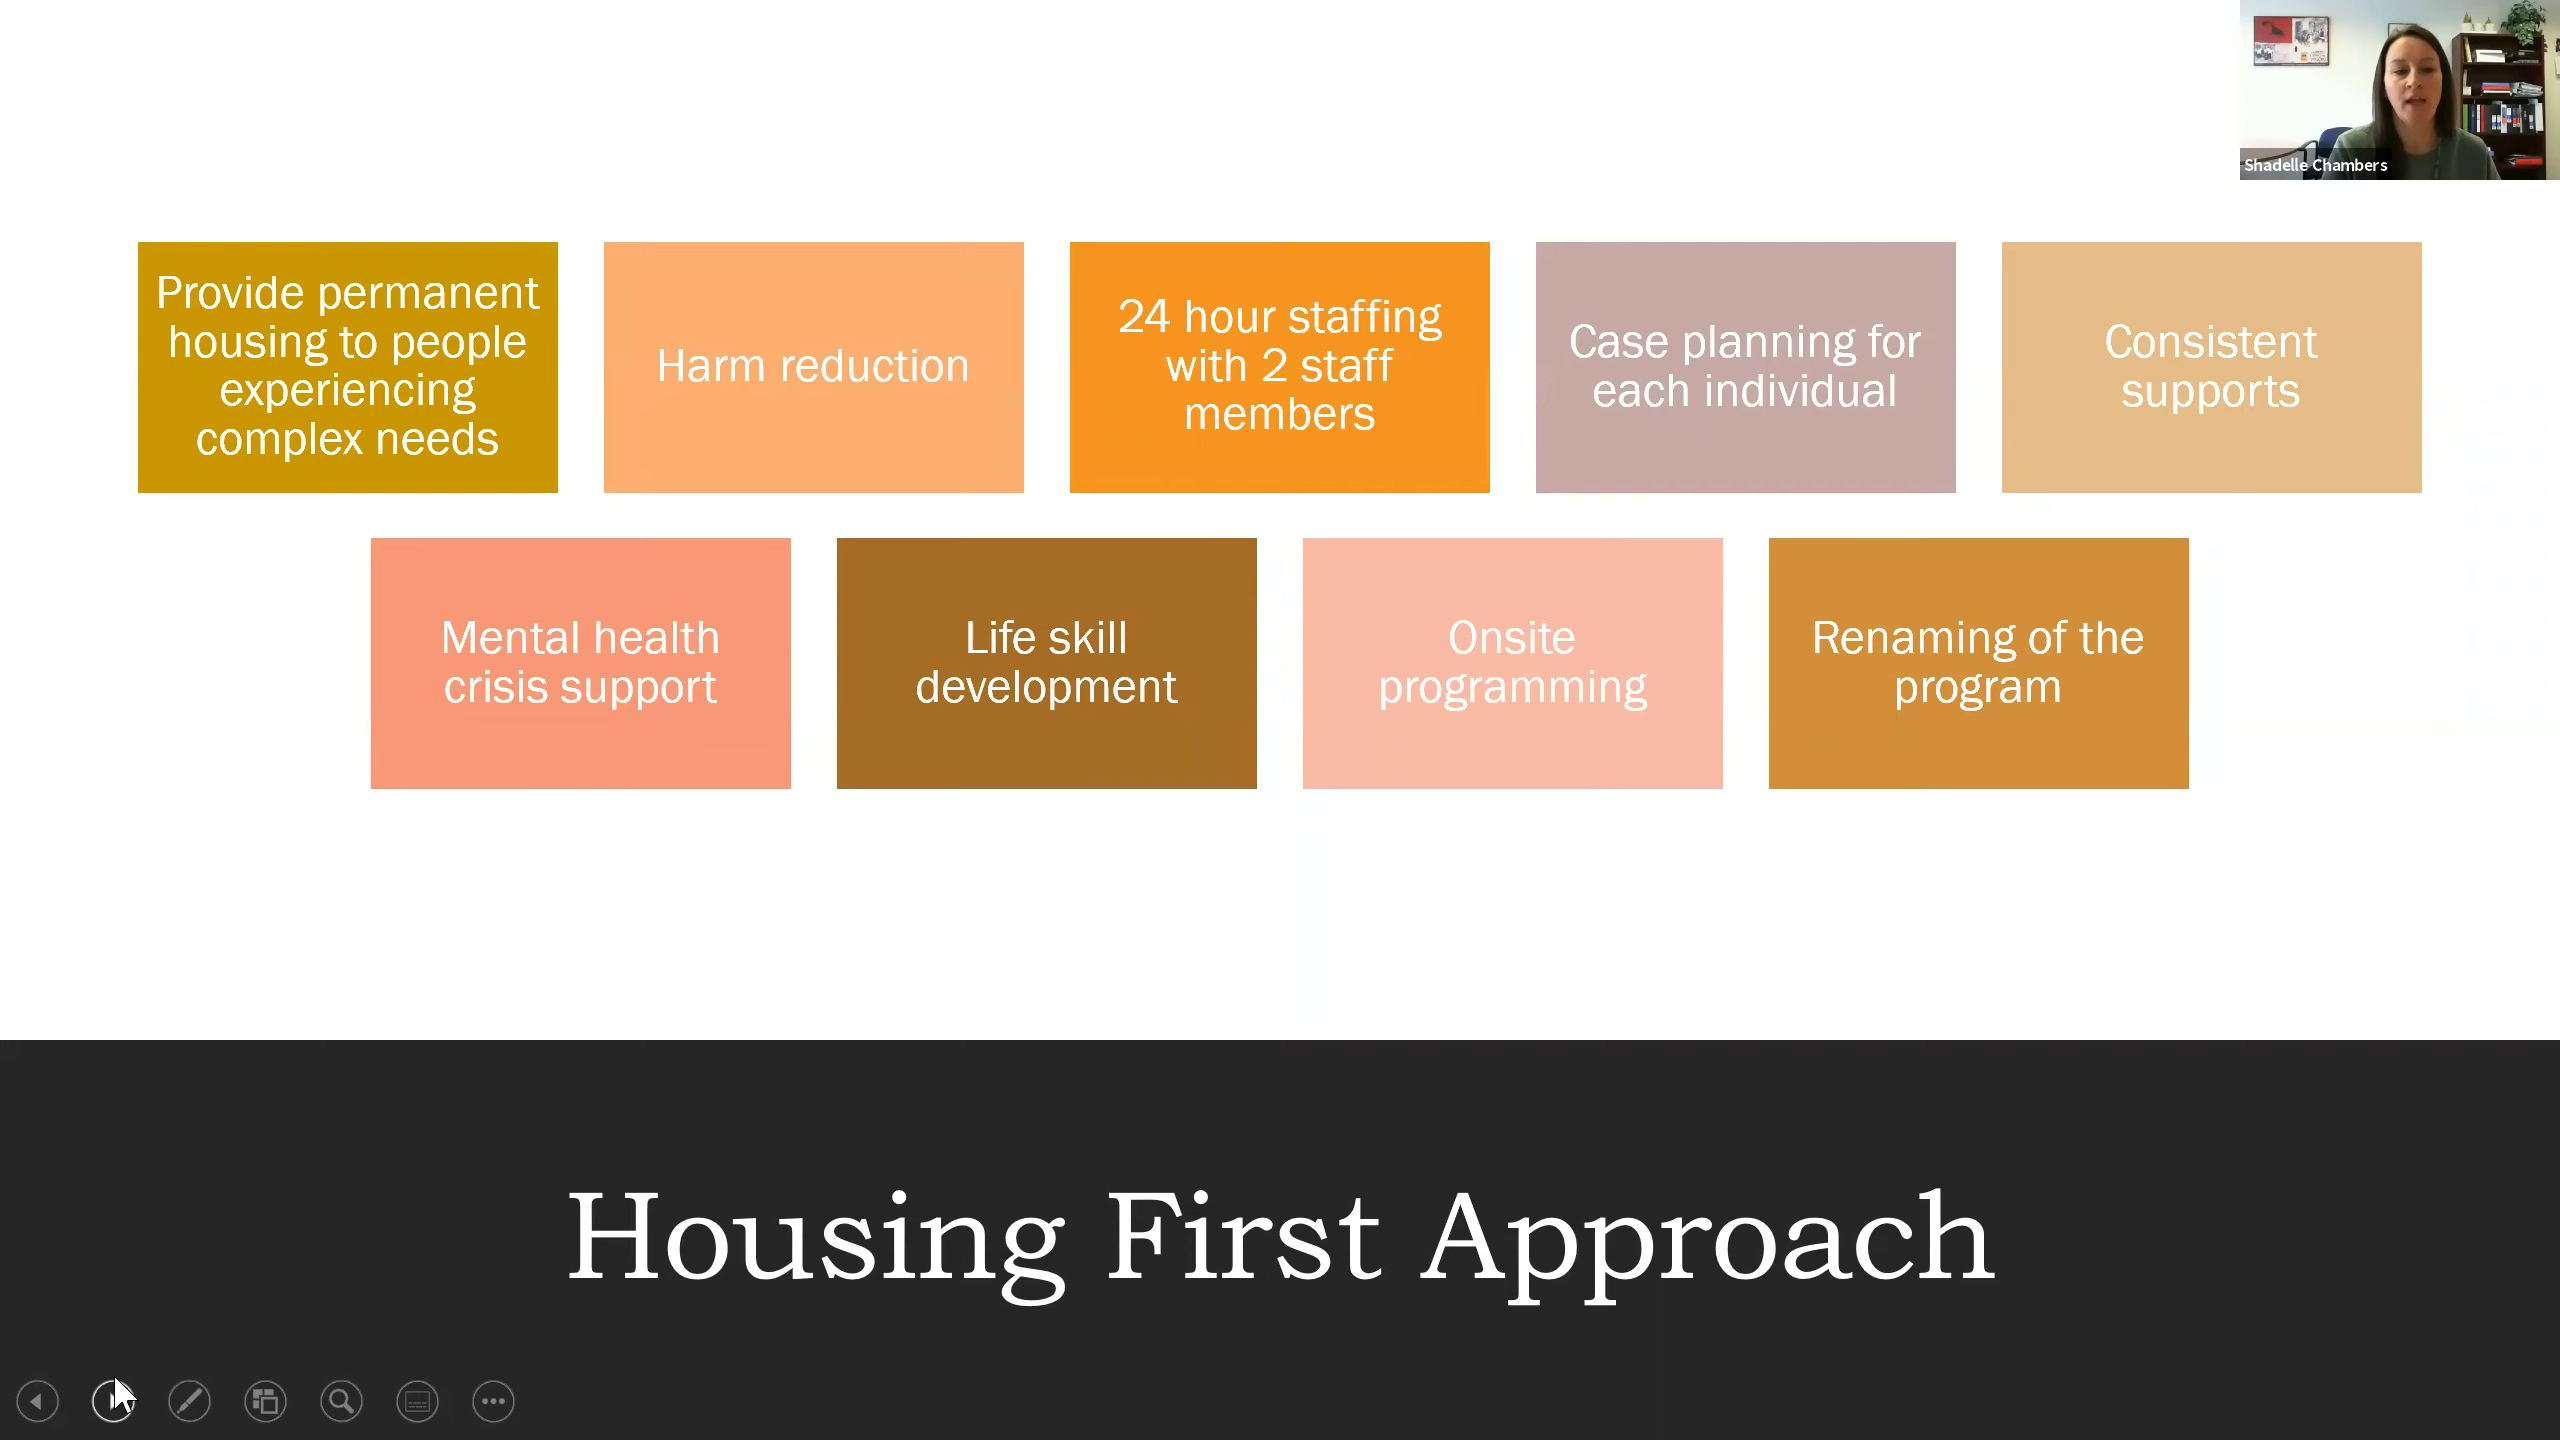 Shadelle Chambers
Provide permanent
housing to people
experiencing
complex needs
Harm reduction
24 hour staffing
with 2 staff
members
Case planning for
each individual
Consistent
supports
Mental health
crisis support
Life skill
development
Onsite
programming
Renaming of the
program
Housing First Approach